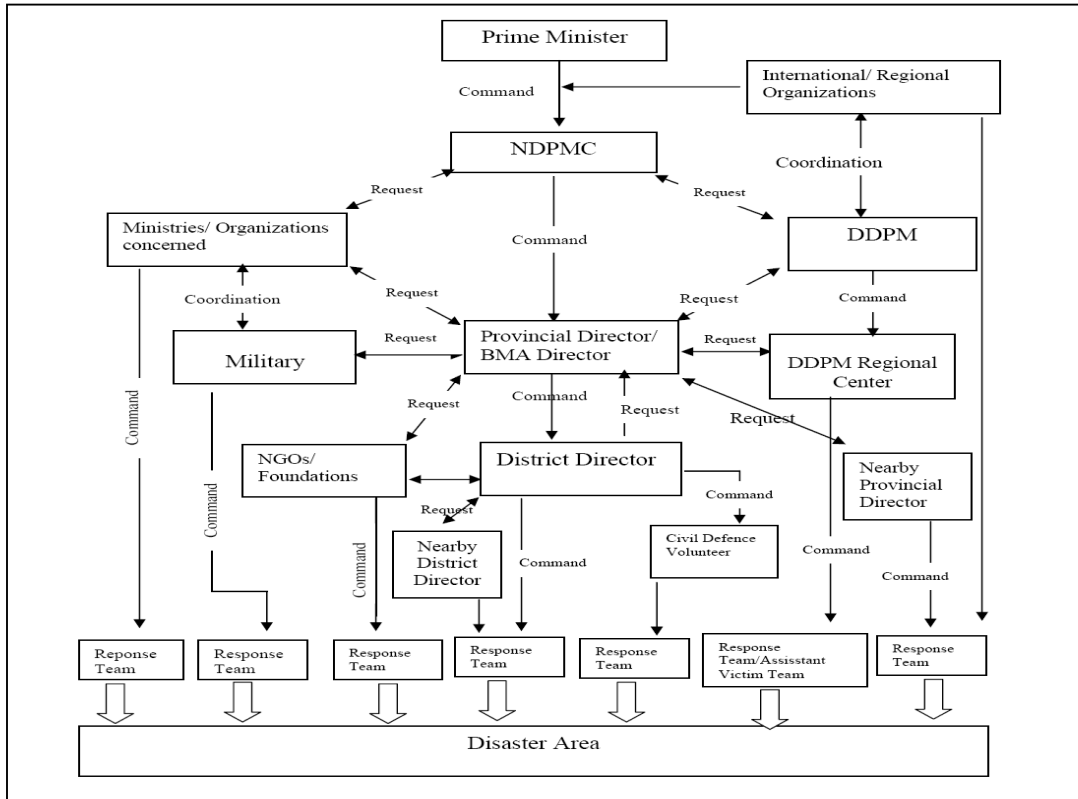 Prime Minister
International/ Regional
Organizations
Command
NDPMC
Coordination
Request
Request
Ministries/ Organizations
concerned
DDPM
Command
Coordination
Request
Request
Command
Provincial Director/
BMA Director
Military
Request
Request
DDPM Regional
Center
Request
Command
Request
Request
Command
NGOs/
Foundations
District Director
Nearby
Provincial
Director
Command
Request
Command
Nearby
District
Director
Civil Defence
Volunteer
Command
Command
Command
Command
Reponse
Team
Response
Team
Response
Team
Response
Team
Response
Team
Response
Team/Assisstant
Victim Team
Response
Team
Disaster Area